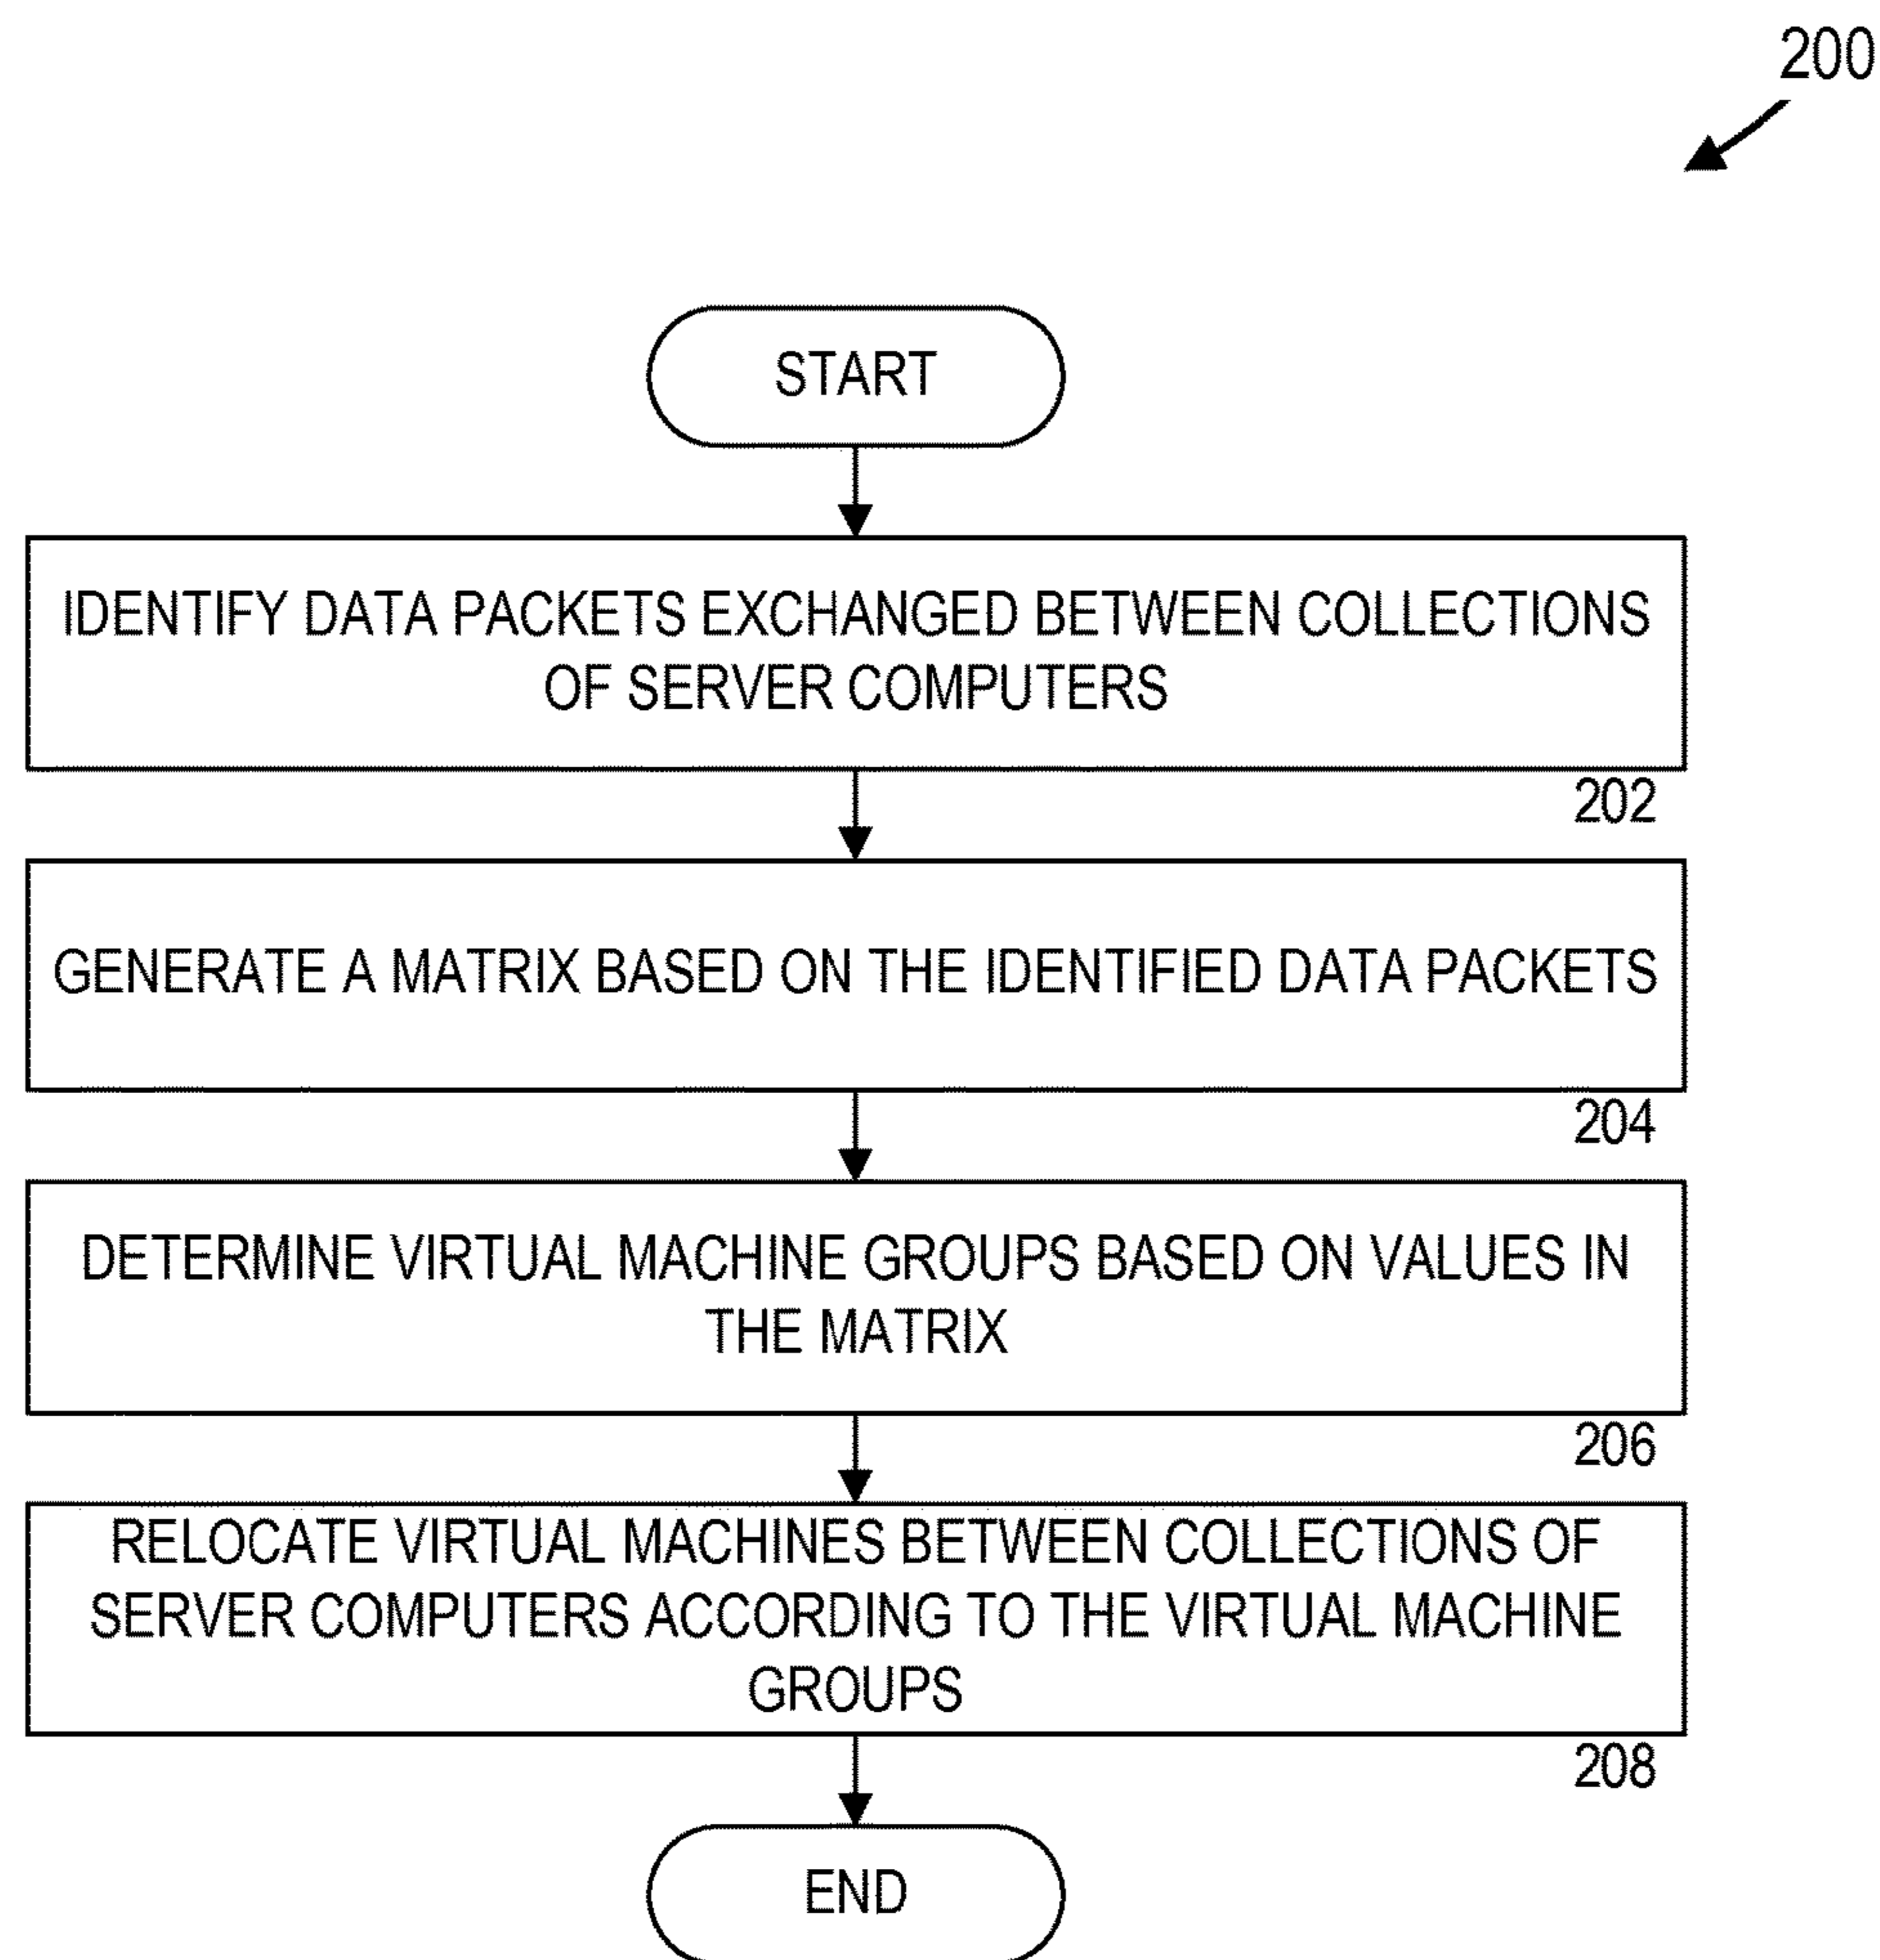 200
START
IDENTIFY DATA PACKETS EXCHANGED BETWEEN COLLECTIONS
OF SERVER COMPUTERS
202
GENERATE A MATRIX BASED ON THE IDENTIFIED DATA PACKETS
204
DETERMINE VIRTUAL MACHINE GROUPS BASED ON VALUES IN
THE MATRIX
206
RELOCATE VIRTUAL MACHINES BETWEEN COLLECTIONS OF
SERVER COMPUTERS ACCORDING TO THE VIRTUAL MACHINE
GROUPS
208
END